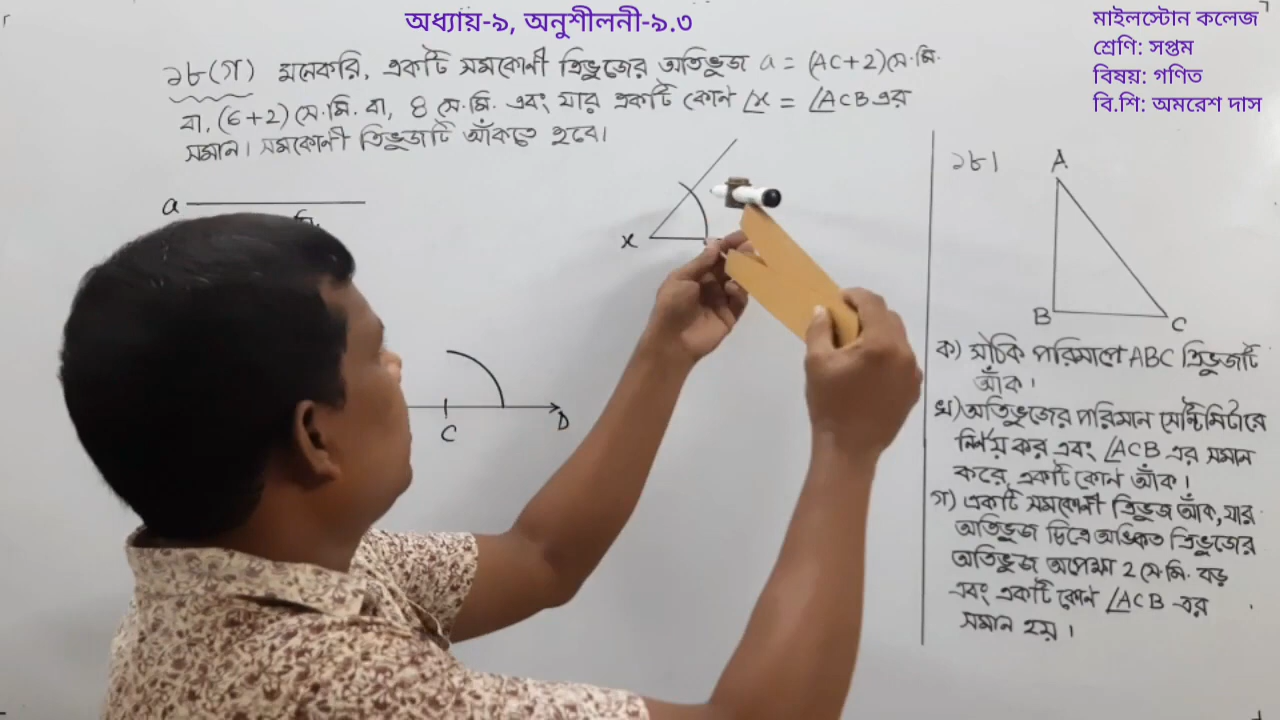 অধ্যায়-৯, অনুশীলনী-৯.৩
মাইলস্টোন কলেজ
শ্রেণি: সপ্তম
বিষয়: গণিত
বি.শি: অমরেশ দাস
১৮(গ) মনেকরি, একটি সমকোনী ত্রিভুজের অতিভুজ a = (AC+2)সে.মি.
বা, (6+2) সে.মি. বা, 8 সে.মি. এবং যার একটি কোন ∠x = ∠ACB এর
সমান। সমকোনী ত্রিভুজটি আঁকতে হবে।
a
x
C
D
১৮।
A
B
C
ক) সঠিক পরিমাপে ABC ত্রিভুজটি
আঁক।
খ) অতিভুজের পরিমান সেন্টিমিটারে
নির্ণয় কর এবং ∠ACB এর সমান
করে একটি কোন আঁক।
গ) একটি সমকোনী ত্রিভুজ আঁক, যার
অতিভুজ চিত্রে অঙ্কিত ত্রিভুজের
অতিভুজ অপেক্ষা 2 সে.মি. বড়
এবং একটি কোন ∠ACB এর
সমান হয়।